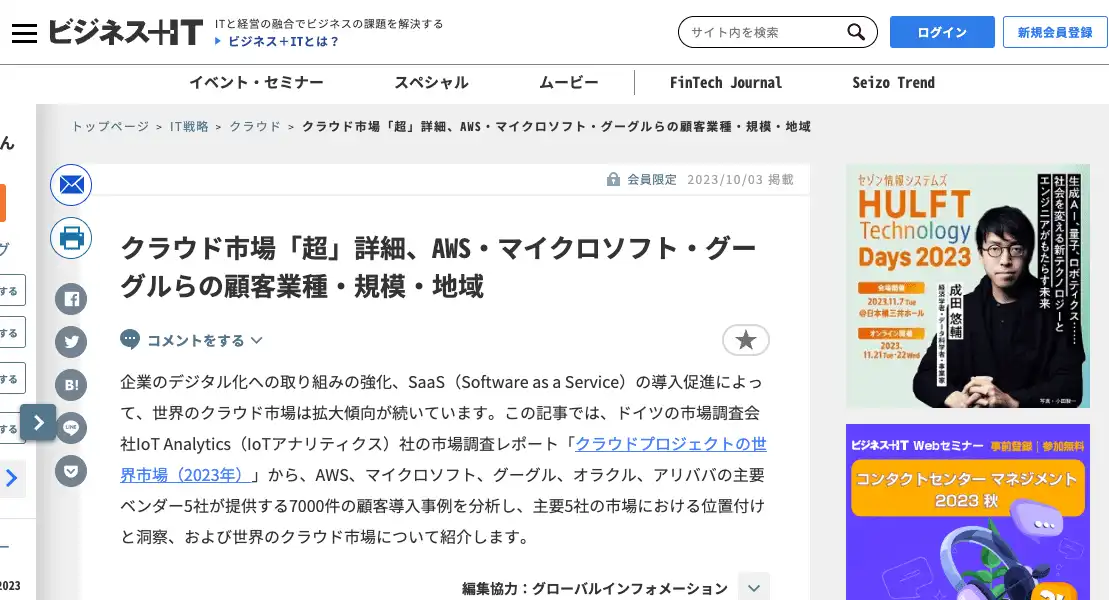 ビジネス+IT
ITと経営の融合でビジネスの課題を解決する
ビジネス+ITとは？
サイト内を検索
ログイン
新規会員登録
イベント・セミナー
スペシャル
ムービー
FinTech Journal
Seizo Trend
トップページ > IT戦略 > クラウド > クラウド市場「超」詳細、AWS・マイクロソフト・グーグルらの顧客業種・規模・地域
ん
グ
する
する
する
する
2023
会員限定 2023/10/03 掲載
クラウド市場「超」詳細、AWS・マイクロソフト・グー
グルらの顧客業種・規模・地域
コメントをする
B!
LINE
企業のデジタル化への取り組みの強化、SaaS（Software as a Service）の導入促進によっ
て、世界のクラウド市場は拡大傾向が続いています。この記事では、ドイツの市場調査会
社IoT Analytics（IoTアナリティクス）社の市場調査レポート「クラウドプロジェクトの世
界市場（2023年）」から、AWS、マイクロソフト、グーグル、オラクル、アリババの主要
ベンダー5社が提供する7000件の顧客導入事例を分析し、主要5社の市場における位置付け
と洞察、および世界のクラウド市場について紹介します。
編集協力：グローバルインフォメーション
セゾン情報システムズ
HULFT
Technology
Days 2023
会場開催
2023.11.7 Tue
@日本橋三井ホール
オンライン開催
2023.
11.21 Tue - 22 Wed
生成AI、量子、ロボティクス……
社会を変える新テクノロジーと
エンジニアがもたらす未来
成田 悠輔
経済学者・データ科学者・事業家
写真・小田駿一
ビジネス+IT Webセミナー 事前登録｜参加無料
コンタクトセンター マネジメント
2023 秋